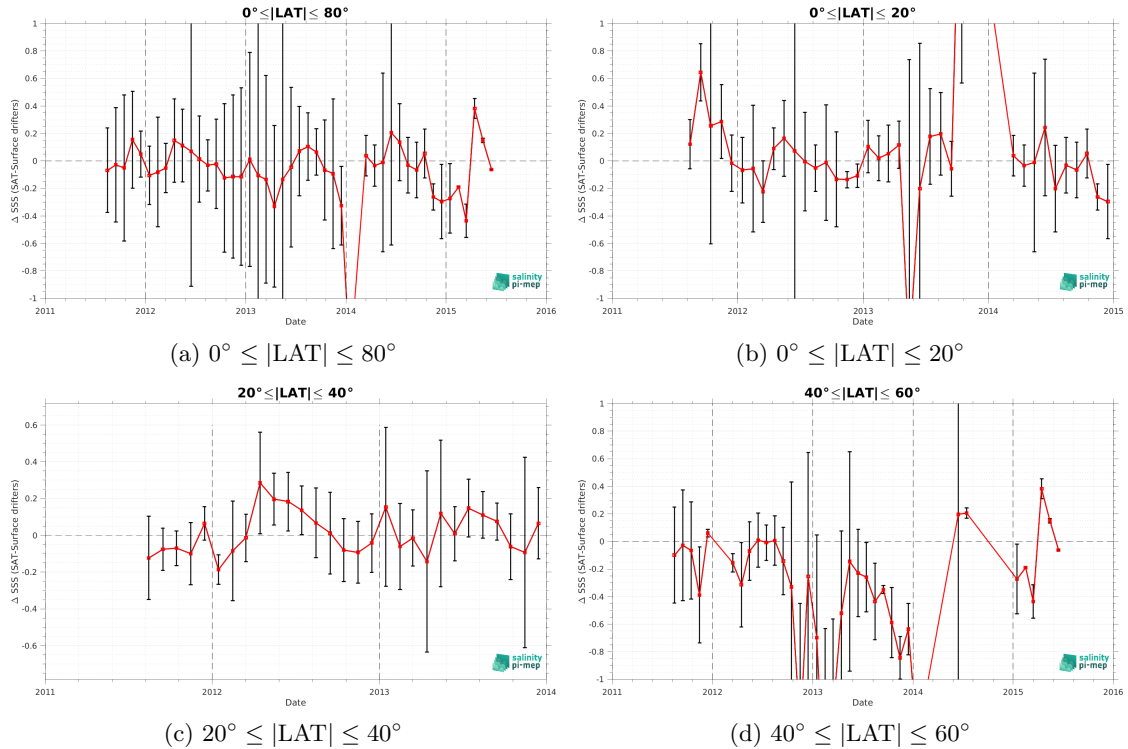 0°≤|LAT|≤ 80°
1
0.8
0.6
0.4
0.2
0
-0.2
-0.4
-0.6
-0.8
-1
Δ SSS (SAT-Surface drifters)
2011 2012 2013 2014 2015 2016
Date
salinity
pi-mep
(a) 0° ≤ |LAT| ≤ 80°
0°≤|LAT|≤ 20°
1
0.8
0.6
0.4
0.2
0
-0.2
-0.4
-0.6
-0.8
-1
Δ SSS (SAT-Surface drifters)
2011 2012 2013 2014 2015
Date
salinity
pi-mep
(b) 0° ≤ |LAT| ≤ 20°
20°≤|LAT|≤ 40°
0.6
0.4
0.2
0
-0.2
-0.4
-0.6
Δ SSS (SAT-Surface drifters)
2011 2012 2013 2014
Date
salinity
pi-mep
(c) 20° ≤ |LAT| ≤ 40°
40°≤|LAT|≤ 60°
1
0.8
0.6
0.4
0.2
0
-0.2
-0.4
-0.6
-0.8
-1
Δ SSS (SAT-Surface drifters)
2011 2012 2013 2014 2015 2016
Date
salinity
pi-mep
(d) 40° ≤ |LAT| ≤ 60°